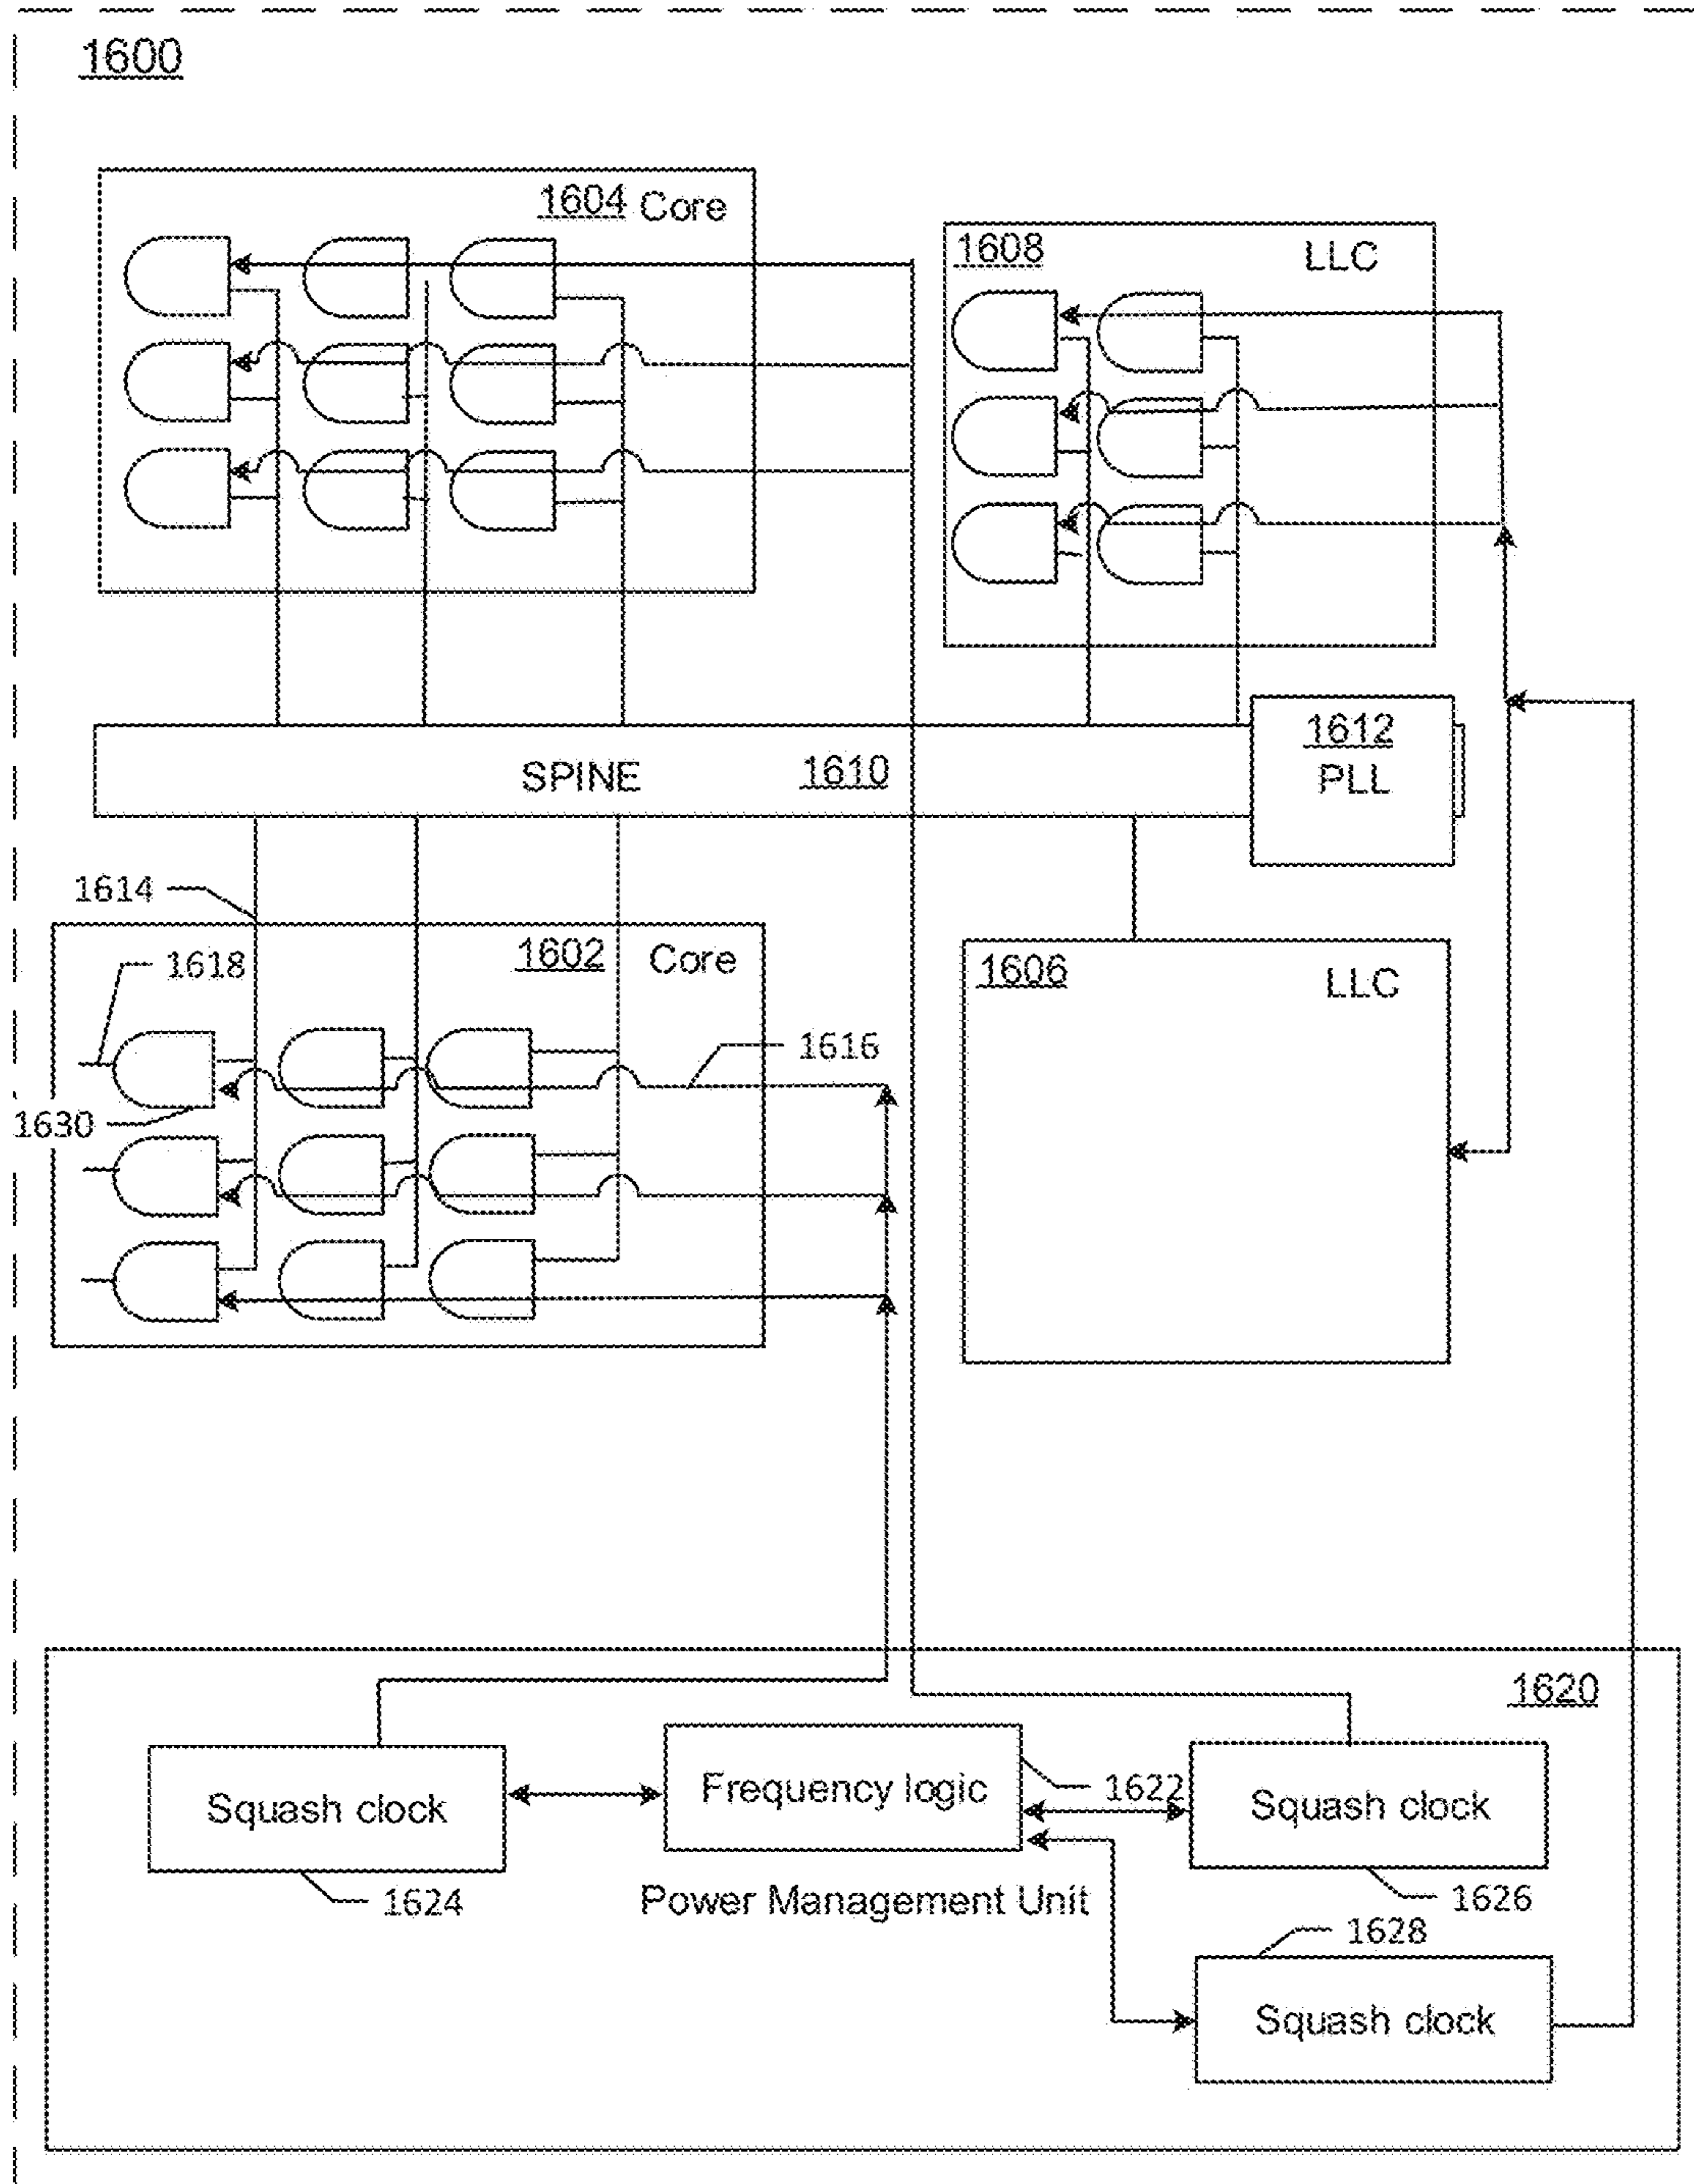 1600
1604 Core
1608 LLC
1612
PLL
SPINE 1610
1614
1602 Core
1606 LLC
1618
1616
1630
1620
Squash clock
Frequency logic
1622
Squash clock
1624
Power Management Unit
1626
1628
Squash clock